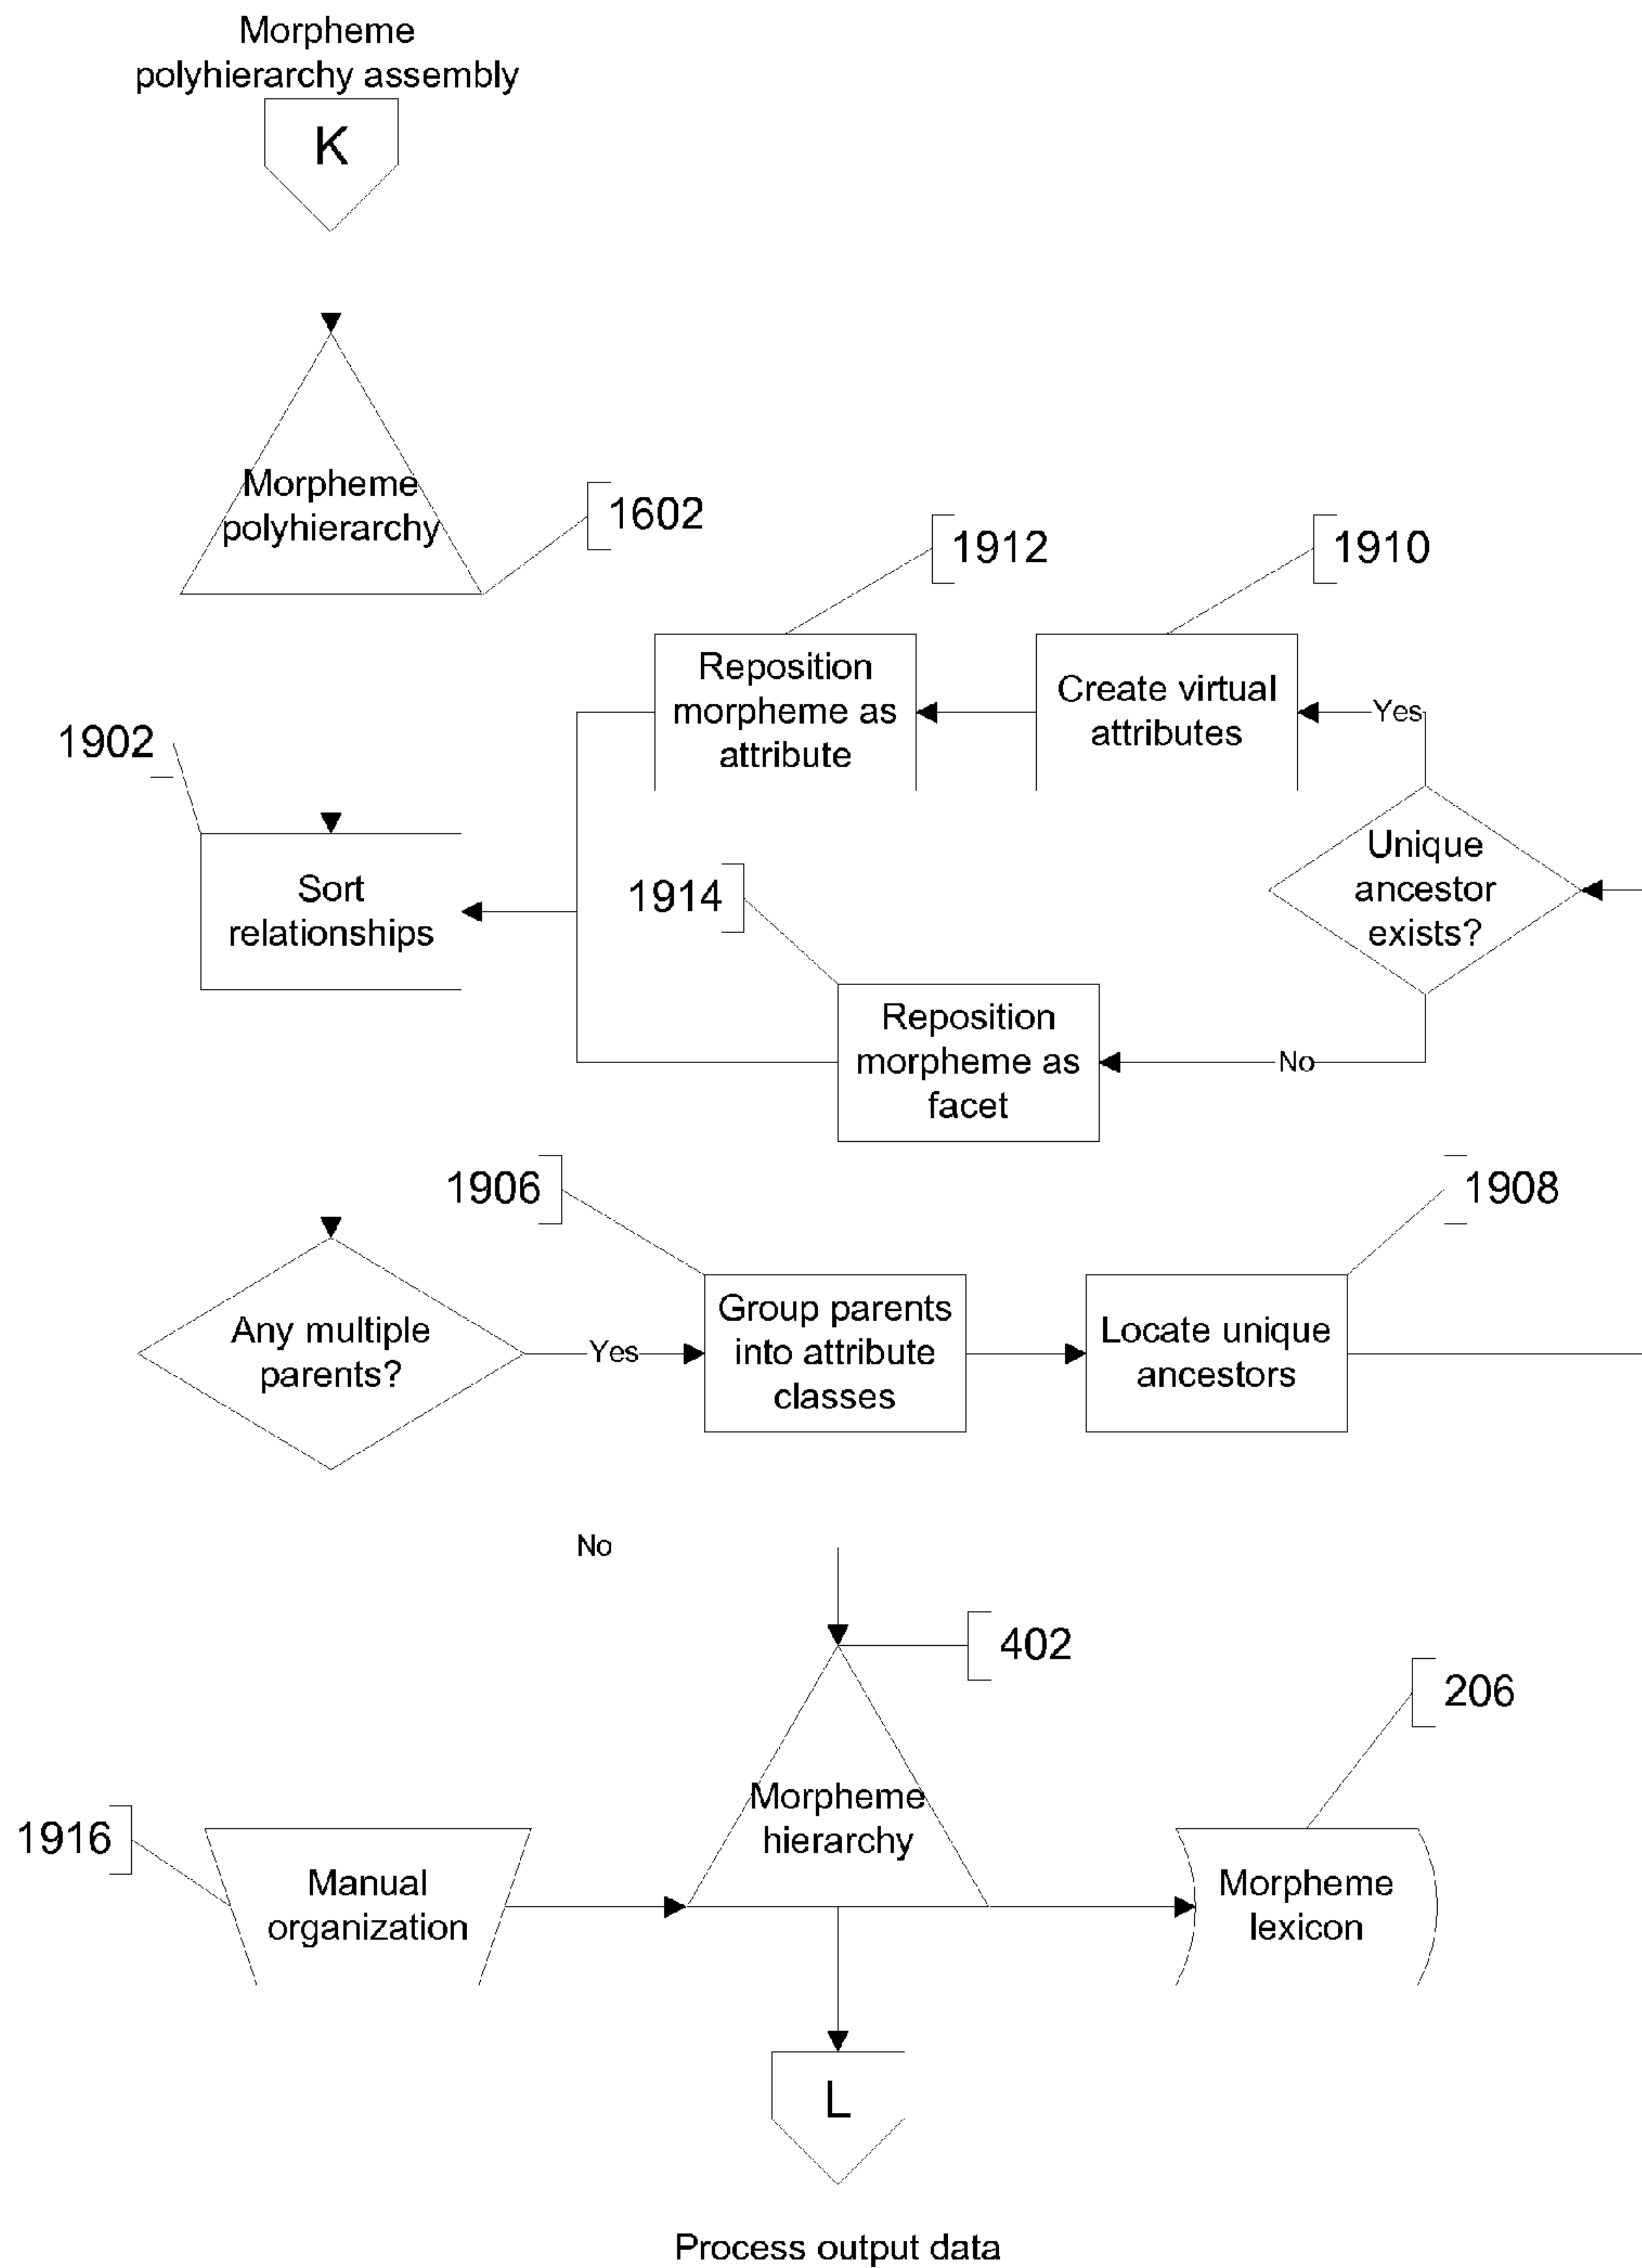 Morpheme
polyhierarchy assembly
K
Morpheme
polyhierarchy
1602
1912
1910
Reposition
morpheme as
attribute
Create virtual
attributes
Yes
1902
Sort
relationships
Unique
ancestor
exists?
1914
Reposition
morpheme as
facet
No
1906
1908
Any multiple
parents?
Yes
Group parents
into attribute
classes
Locate unique
ancestors
No
402
206
Morpheme
hierarchy
1916
Manual
organization
Morpheme
lexicon
L
Process output data